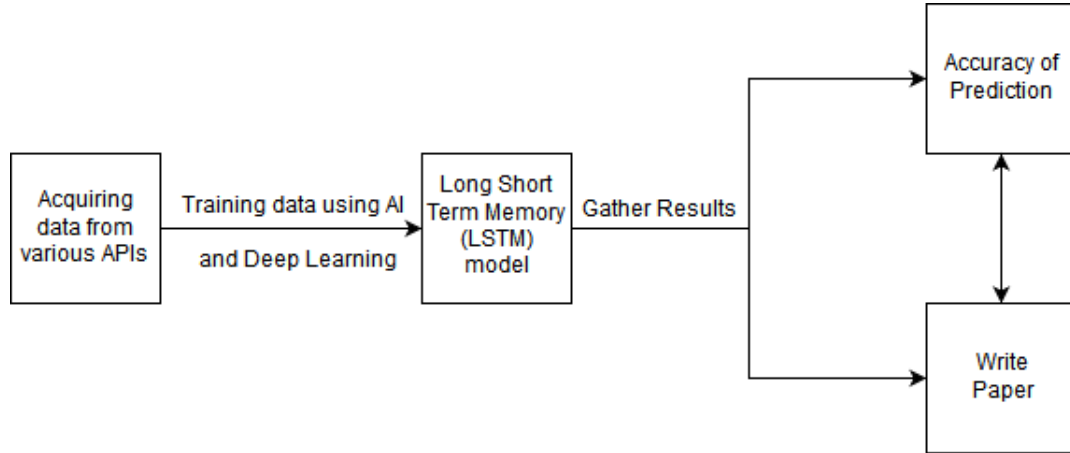 Acquiring
data from
various APIs
Training data using AI
and Deep Learning
Long Short
Term Memory
(LSTM)
model
Gather Results
Accuracy of
Prediction
Write
Paper